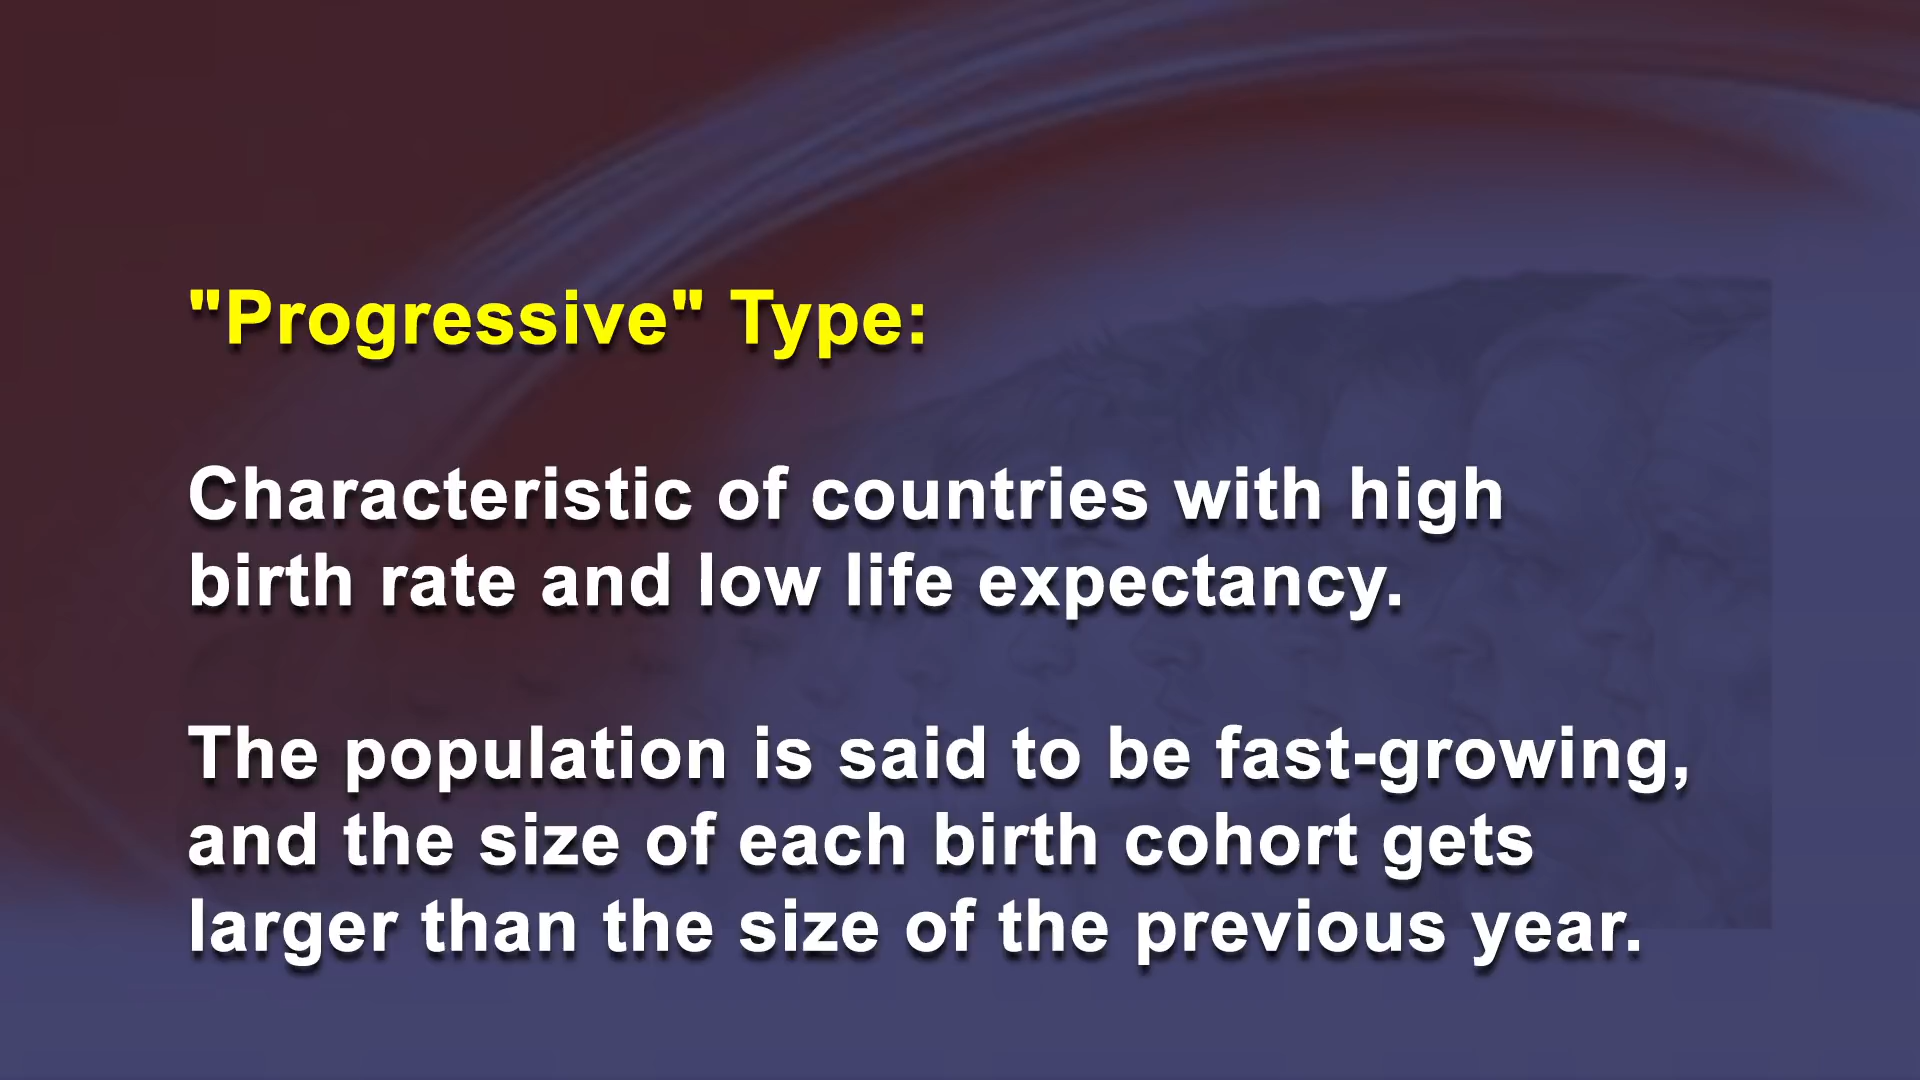 "Progressive" Type:
Characteristic of countries with high
birth rate and low life expectancy.
The population is said to be fast-growing,
and the size of each birth cohort gets
larger than the size of the previous year.